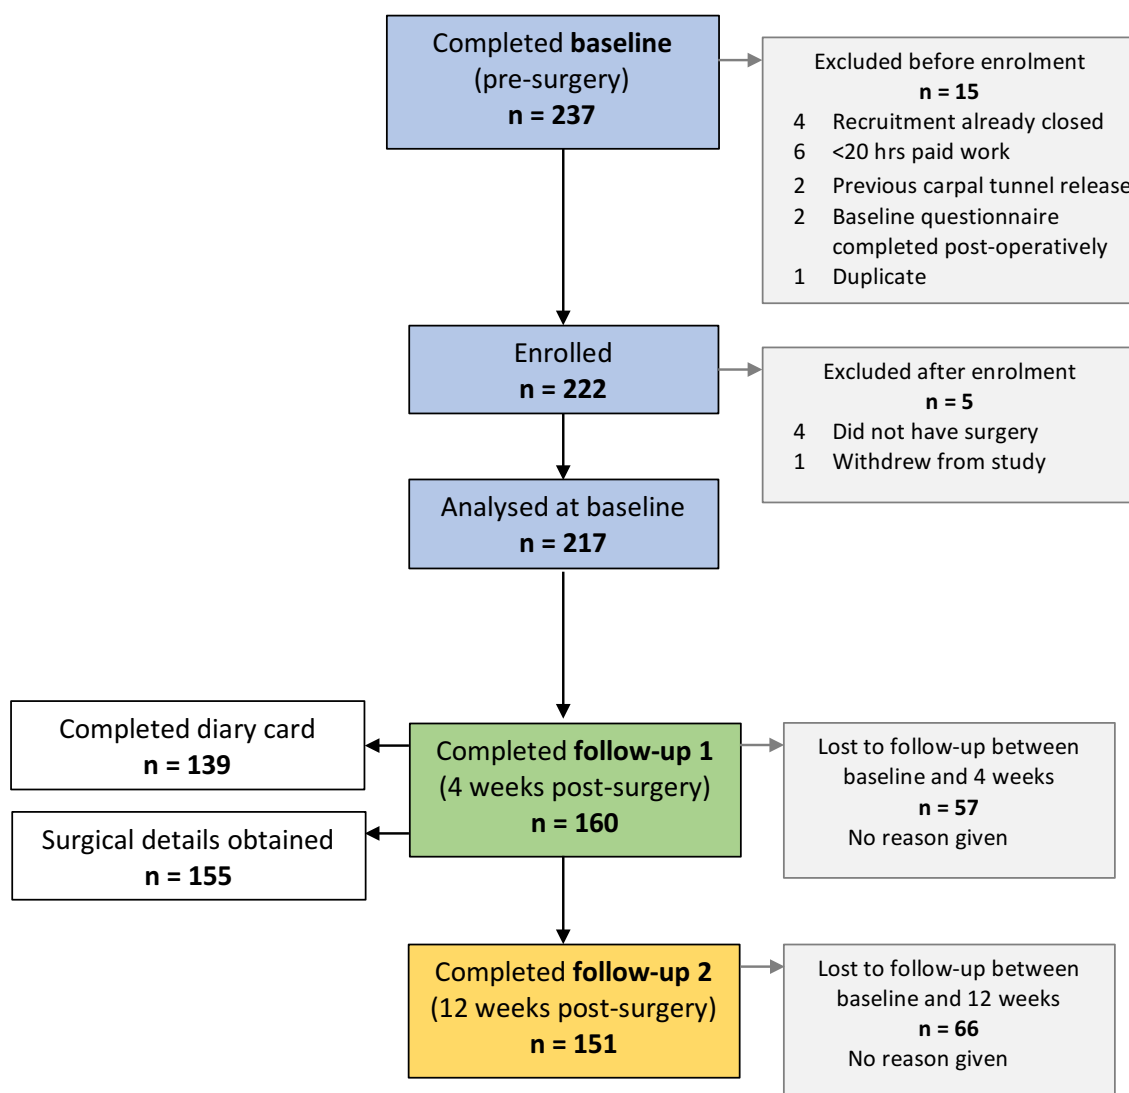 Completed baseline
(pre-surgery)
n = 237
Excluded before enrolment
n = 15
4 Recruitment already closed
6 <20 hrs paid work
2 Previous carpal tunnel release
2 Baseline questionnaire
completed post-operatively
1 Duplicate
Enrolled
n = 222
Excluded after enrolment
n = 5
4 Did not have surgery
1 Withdrew from study
Analysed at baseline
n = 217
Completed diary card
n = 139
Surgical details obtained
n = 155
Completed follow-up 1
(4 weeks post-surgery)
n = 160
Lost to follow-up between
baseline and 4 weeks
n = 57
No reason given
Completed follow-up 2
(12 weeks post-surgery)
n = 151
Lost to follow-up between
baseline and 12 weeks
n = 66
No reason given